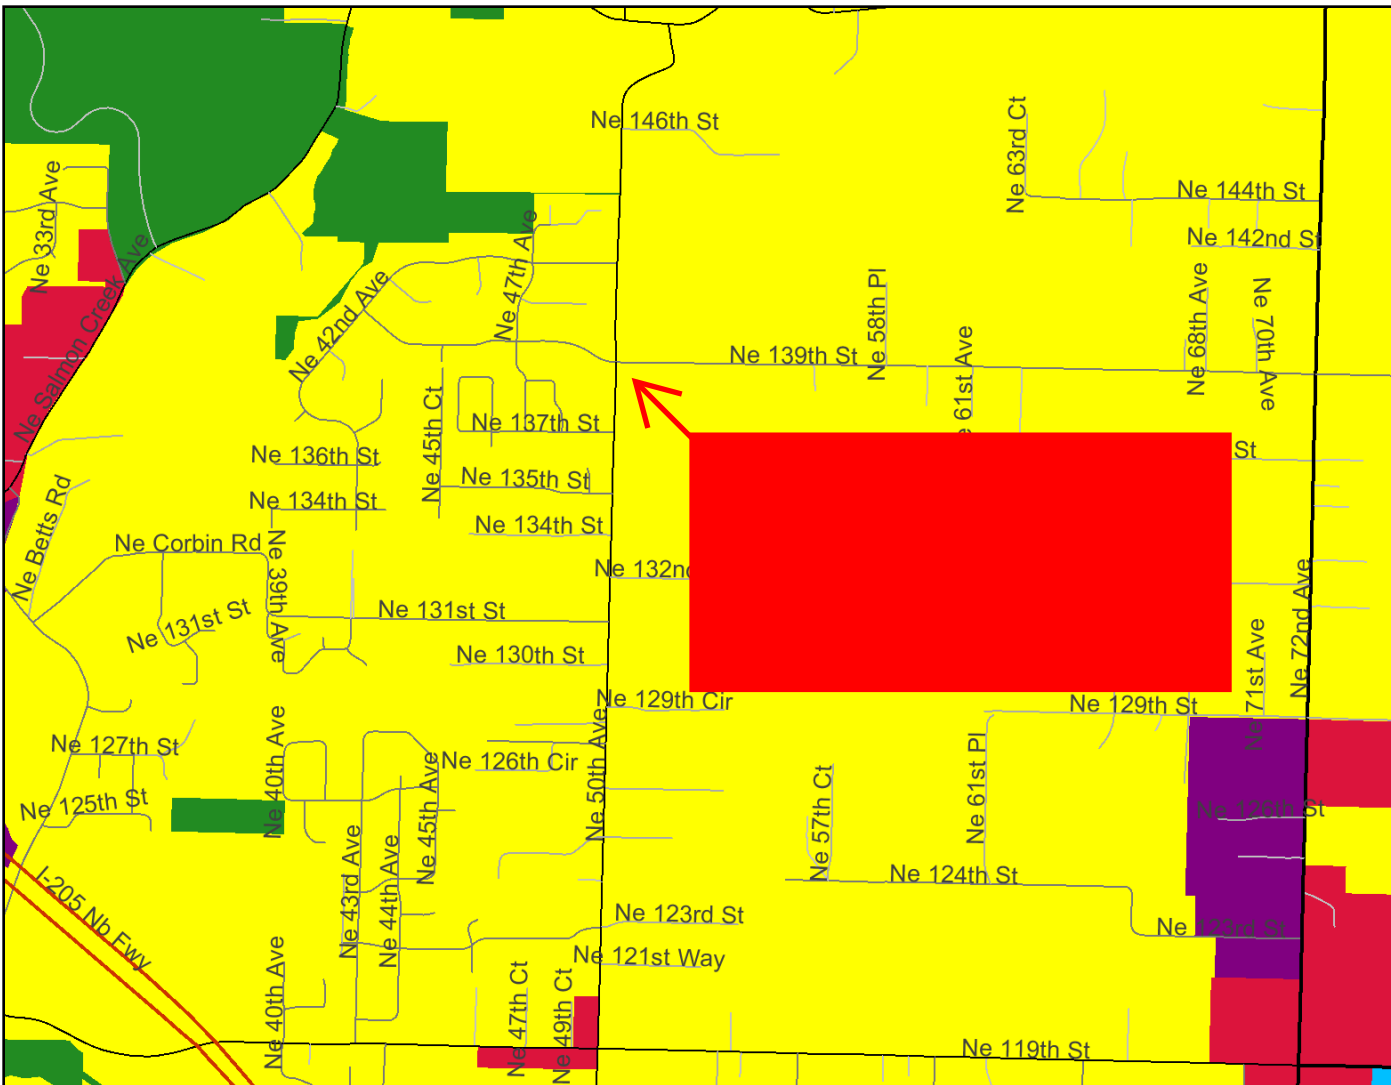 Ne 146th St
Ne 63rd Ct
Ne 144th St
Ne 33rd Ave
Ne 142nd St
Ne 47th Ave
Ne Salmon Creek Ave
Ne 42nd Ave
Ne 58th Pl
Ne 68th Ave
Ne 70th Ave
Ne 139th St
Ne 61st Ave
Ne 45th Ct
Ne 137th St
Ne 136th St
St
Ne 135th St
Ne 134th St
Ne 134th St
Ne Betts Rd
Ne Corbin Rd
Ne 39th Ave
Ne 132nd
Ne 72nd Ave
Ne 131st St
Ne 131st St
Ne 130th St
Ne 71st Ave
Ne 129th Cir
Ne 129th St
Ne 127th St
Ne 40th Ave
Ne 50th Ave
Ne 126th Cir
Ne 45th Ave
Ne 61st Pl
Ne 57th Ct
Ne 126th St
Ne 125th St
Ne 43rd Ave
Ne 44th Ave
Ne 124th St
I-205 Nb Fwy
Ne 123rd St
Ne 123rd St
Ne 121st Way
Ne 40th Ave
Ne 47th Ct
Ne 49th Ct
Ne 119th St